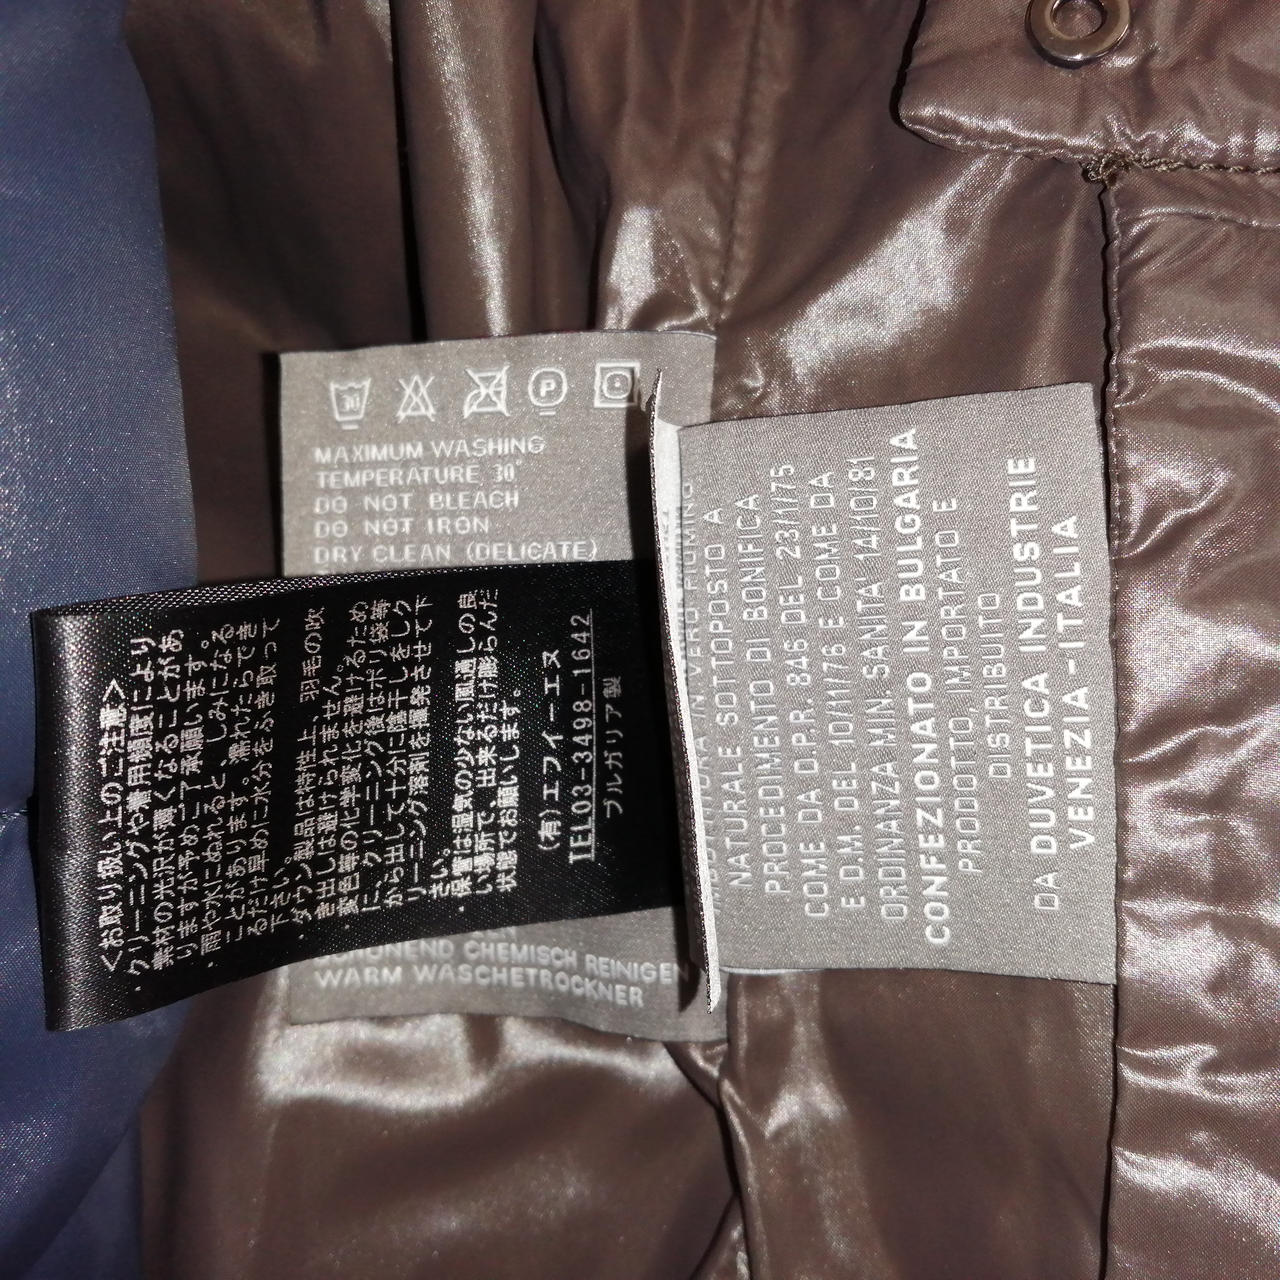 MAXIMUM WASHING
TEMPERATURE 30°
DO NOT BLEACH
DO NOT IRON
DRY CLEAN (DELICATE)
CHEMISCH REINIGEN
WARM WASCHETROCKNER
<お取り扱い上のご注意>
・クリーニングや着用頻度により
素材の光沢が薄くなることがあ
りますが予めご了承願います。
・雨や水にぬれると、しみになる
ことがあります。濡れたらできき
るだけ早めに水分をふき取って
下さい。
・ダウン製品は特性上、羽毛の吹
き出しは避けられません。
・変色等の化学変化を避けるため
に、クリーニング後はポリ袋等
から出して十分に陰干しをしク
リーニング溶剤を揮発させて下
さい。
・保管は湿気の少ない風通しの良
い場所で、出来るだけ膨らんだ
状態でお願いします。
(有)エフイーエヌ
TEL03-3498-1642
ブルガリア製
IN VERO PIUMINO
NATURALE SOTTOPOSTO A
PROCEDIMENTO DI BONIFICA
COME DA D.P.R. 845 DEL 23/1/75
E D.M. DEL 10/11/76 E COME DA
ORDINANZA MIN. SANITA' 14/10/81
CONFEZIONATO IN BULGARIA
PRODOTTO, IMPORTATO E
DISTRIBUITO
DA DUVETICA INDUSTRIE
VENEZIA-ITALIA